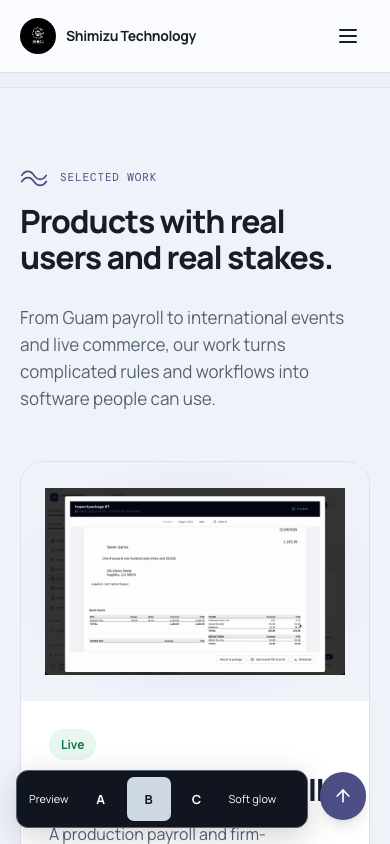 Shimizu Technology
SELECTED WORK
Products with real
users and real stakes.
From Guam payroll to international events
and live commerce, our work turns
complicated rules and workflows into
software people can use.
Sarah Garcia
Live
Preview
A
B
C
Soft glow
A production payroll and firm-